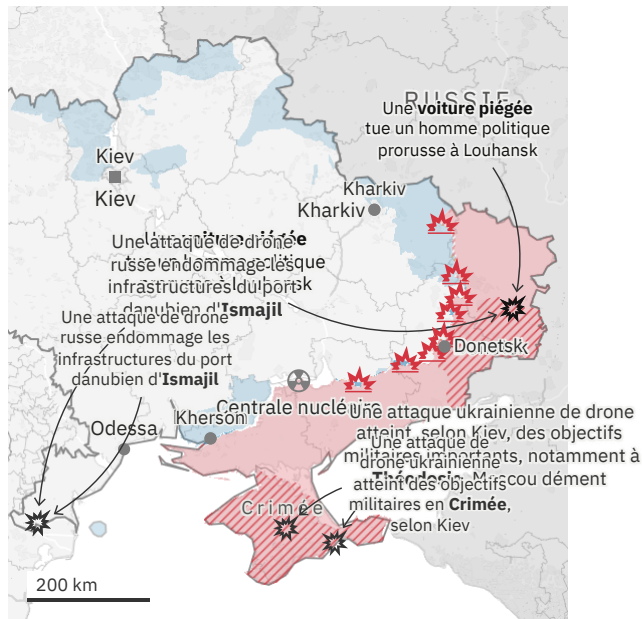 RUSSIE
Une voiture piégée
tue un homme politique
prorusse à Louhansk
Kiev
Kiev
Kharkiv
Kharkiv
Une attaque de drone
russe endommage les
infrastructures du port
danubien d'Ismajil
Une attaque de drone
russe endommage les
infrastructures du port
danubien d'Ismajil
Donetsk
Centrale nucléaire
Kherson
Odessa
Une attaque ukrainienne de drone
atteint, selon Kiev, des objectifs
militaires importants, notamment à
Théodosie, Moscou dément
Une attaque de
drone ukrainienne
atteint des objectifs
militaires en Crimée,
selon Kiev
Crimée
200 km